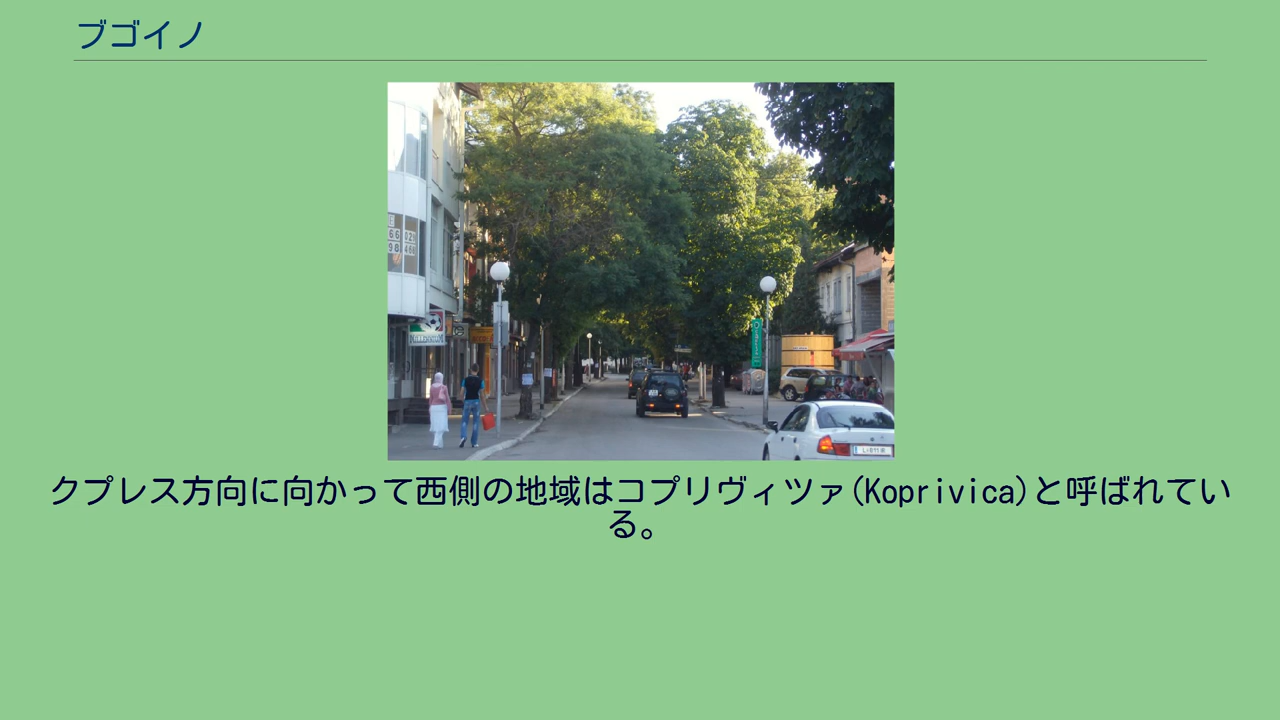 ブゴイノ
クプレス方向に向かって西側の地域はコプリヴィツァ(Koprivica)と呼ばれてい
る。